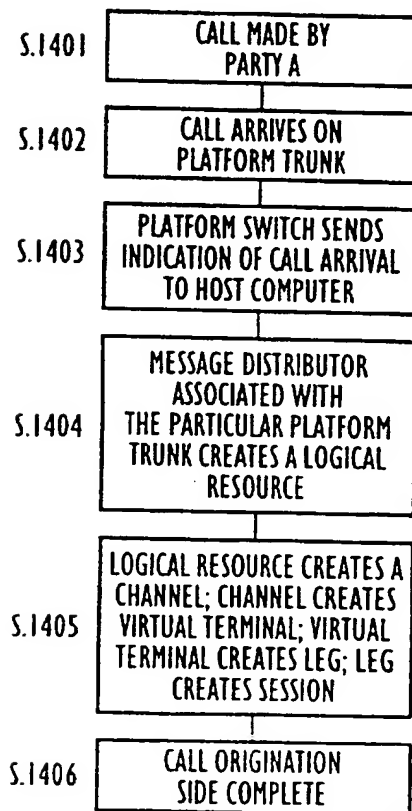 S.1401
CALL MADE BY
PARTY A
S.1402
CALL ARRIVES ON
PLATFORM TRUNK
S.1403
PLATFORM SWITCH SENDS
INDICATION OF CALL ARRIVAL
TO HOST COMPUTER
S.1404
MESSAGE DISTRIBUTOR
ASSOCIATED WITH
THE PARTICULAR PLATFORM
TRUNK CREATES A LOGICAL
RESOURCE
S.1405
LOGICAL RESOURCE CREATES A
CHANNEL; CHANNEL CREATES
VIRTUAL TERMINAL; VIRTUAL
TERMINAL CREATES LEG; LEG
CREATES SESSION
S.1406
CALL ORIGINATION
SIDE COMPLETE